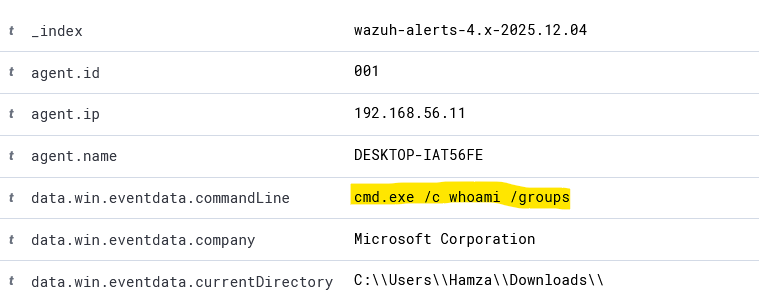 t _index wazuh-alerts-4.x-2025.12.04
t agent.id 001
t agent.ip 192.168.56.11
t agent.name DESKTOP-IAT56FE
t data.win.eventdata.commandLine cmd.exe /c whoami /groups
t data.win.eventdata.company Microsoft Corporation
t data.win.eventdata.currentDirectory C:\\Users\\Hamza\\Downloads\\